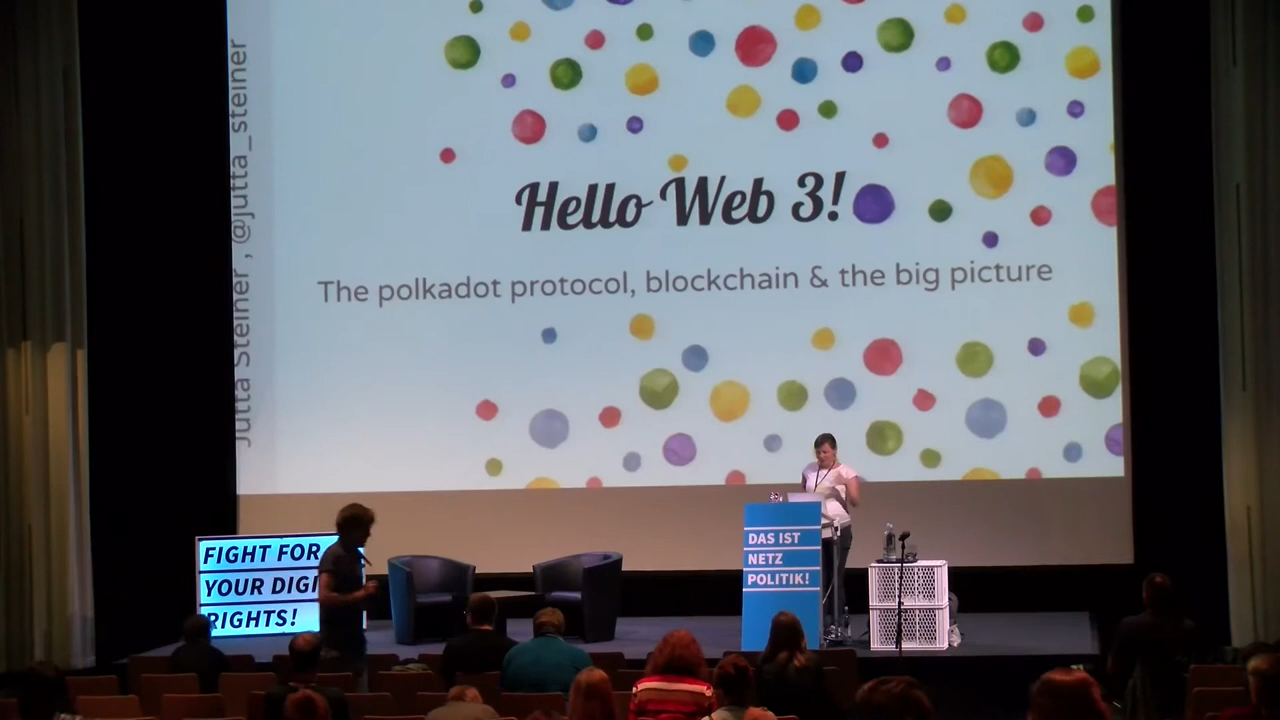 Jutta Steiner , @jutta_steiner
Hello Web 3!
The polkadot protocol, blockchain & the big picture
FIGHT FOR
YOUR DIGI
RIGHTS!
DAS IST
NETZ
POLITIK!